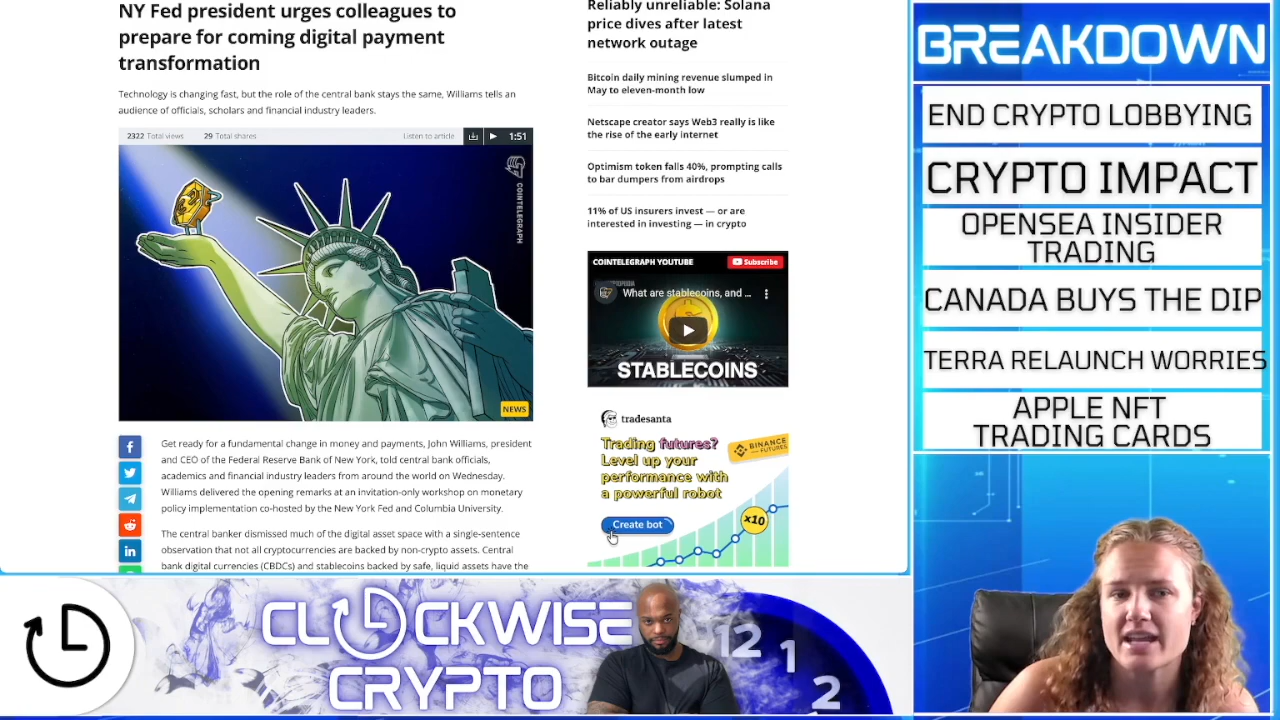 NY Fed president urges colleagues to
prepare for coming digital payment
transformation
Technology is changing fast, but the role of the central bank stays the same, Williams tells an
audience of officials, scholars and financial industry leaders.
2322 Total views
29 Total shares
Listen to article
1:51
COINTELEGRAPH
NEWS
Get ready for a fundamental change in money and payments, John Williams, president
and CEO of the Federal Reserve Bank of New York, told central bank officials,
academics and financial industry leaders from around the world on Wednesday.
Williams delivered the opening remarks at an invitation-only workshop on monetary
policy implementation co-hosted by the New York Fed and Columbia University.
The central banker dismissed much of the digital asset space with a single-sentence
observation that not all cryptocurrencies are backed by non-crypto assets. Central
bank digital currencies (CBDCs) and stablecoins backed by safe, liquid assets have the
Reliably unreliable: Solana
price dives after latest
network outage
Bitcoin daily mining revenue slumped in
May to eleven-month low
Netscape creator says Web3 really is like
the rise of the early internet
Optimism token falls 40%, prompting calls
to bar dumpers from airdrops
11% of US insurers invest — or are
interested in investing — in crypto
COINTELEGRAPH YOUTUBE
Subscribe
What are stablecoins, and ...
STABLECOINS
tradesanta
Trading futures?
Level up your
performance with
a powerful robot
BINANCE
FUTURES
Create bot
x10
BREAKDOWN
END CRYPTO LOBBYING
CRYPTO IMPACT
OPENSEA INSIDER
TRADING
CANADA BUYS THE DIP
TERRA RELAUNCH WORRIES
APPLE NFT
TRADING CARDS
CLOCKWISE
CRYPTO
12
1
2